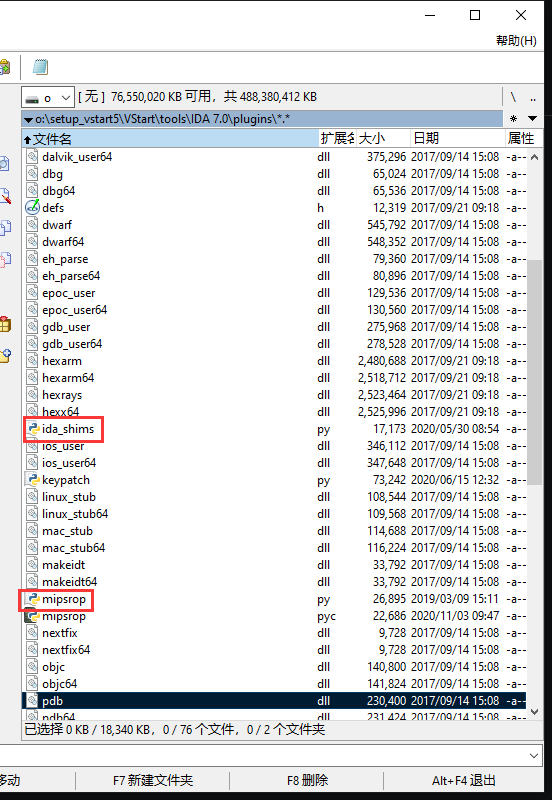 帮助(H)
o [ 无 ] 76,550,020 KB 可用，共 488,380,412 KB \ ..
o:\setup_vstart5\VStart\tools\IDA 7.0\plugins\*.* *
文件名 扩展名 大小 日期 属性
dalvik_user64 dll 375,296 2017/09/14 15:08 -a--
dbg dll 65,024 2017/09/14 15:08 -a--
dbg64 dll 65,536 2017/09/14 15:08 -a--
defs h 12,319 2017/09/21 09:18 -a--
dwarf dll 545,792 2017/09/14 15:08 -a--
dwarf64 dll 548,352 2017/09/14 15:08 -a--
eh_parse dll 79,360 2017/09/14 15:08 -a--
eh_parse64 dll 80,896 2017/09/14 15:08 -a--
epoc_user dll 129,536 2017/09/14 15:08 -a--
epoc_user64 dll 130,560 2017/09/14 15:08 -a--
gdb_user dll 275,968 2017/09/14 15:08 -a--
gdb_user64 dll 278,528 2017/09/14 15:08 -a--
hexarm dll 2,480,688 2017/09/21 09:18 -a--
hexarm64 dll 2,518,712 2017/09/21 09:18 -a--
hexrays dll 2,523,464 2017/09/21 09:18 -a--
hexx64 dll 2,525,996 2017/09/21 09:18 -a--
ida_shims py 17,173 2020/05/30 08:54 -a--
ios_user dll 346,112 2017/09/14 15:08 -a--
ios_user64 dll 347,648 2017/09/14 15:08 -a--
keypatch py 73,242 2020/06/15 12:32 -a--
linux_stub dll 108,544 2017/09/14 15:08 -a--
linux_stub64 dll 109,568 2017/09/14 15:08 -a--
mac_stub dll 114,688 2017/09/14 15:08 -a--
mac_stub64 dll 116,224 2017/09/14 15:08 -a--
makeidt dll 33,792 2017/09/14 15:08 -a--
makeidt64 dll 33,792 2017/09/14 15:08 -a--
mipsrop py 26,895 2019/03/09 15:11 -a--
mipsrop pyc 22,686 2020/11/03 09:47 -a--
nextfix dll 9,728 2017/09/14 15:08 -a--
nextfix64 dll 9,728 2017/09/14 15:08 -a--
objc dll 140,800 2017/09/14 15:08 -a--
objc64 dll 141,824 2017/09/14 15:08 -a--
pdb dll 230,400 2017/09/14 15:08 -a--
pdb64 dll 231,424 2017/09/14 15:08 -a--
已选择 0 KB / 18,340 KB，0 / 76 个文件，0 / 2 个文件夹
移动 F7 新建文件夹 F8 删除 Alt+F4 退出